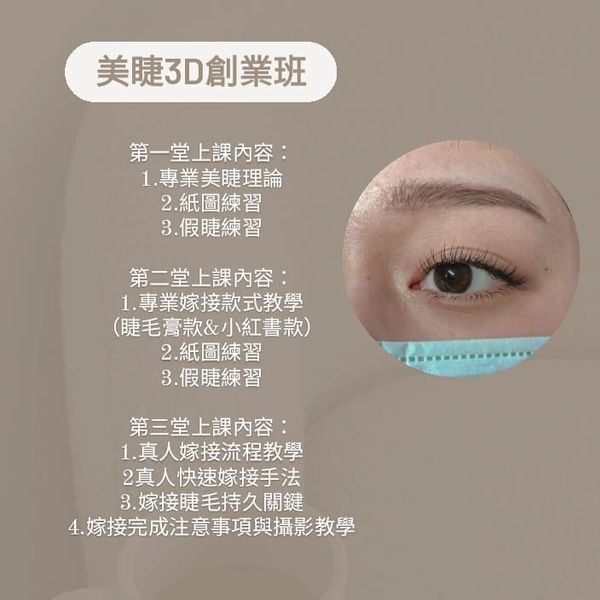 美睫3D創業班
第一堂上課內容：
1.專業美睫理論
2.紙圖練習
3.假睫練習
第二堂上課內容：
1.專業嫁接款式教學
(睫毛膏款&小紅書款)
2.紙圖練習
3.假睫練習
第三堂上課內容：
1.真人嫁接流程教學
2真人快速嫁接手法
3.嫁接睫毛持久關鍵
4.嫁接完成注意事項與攝影教學